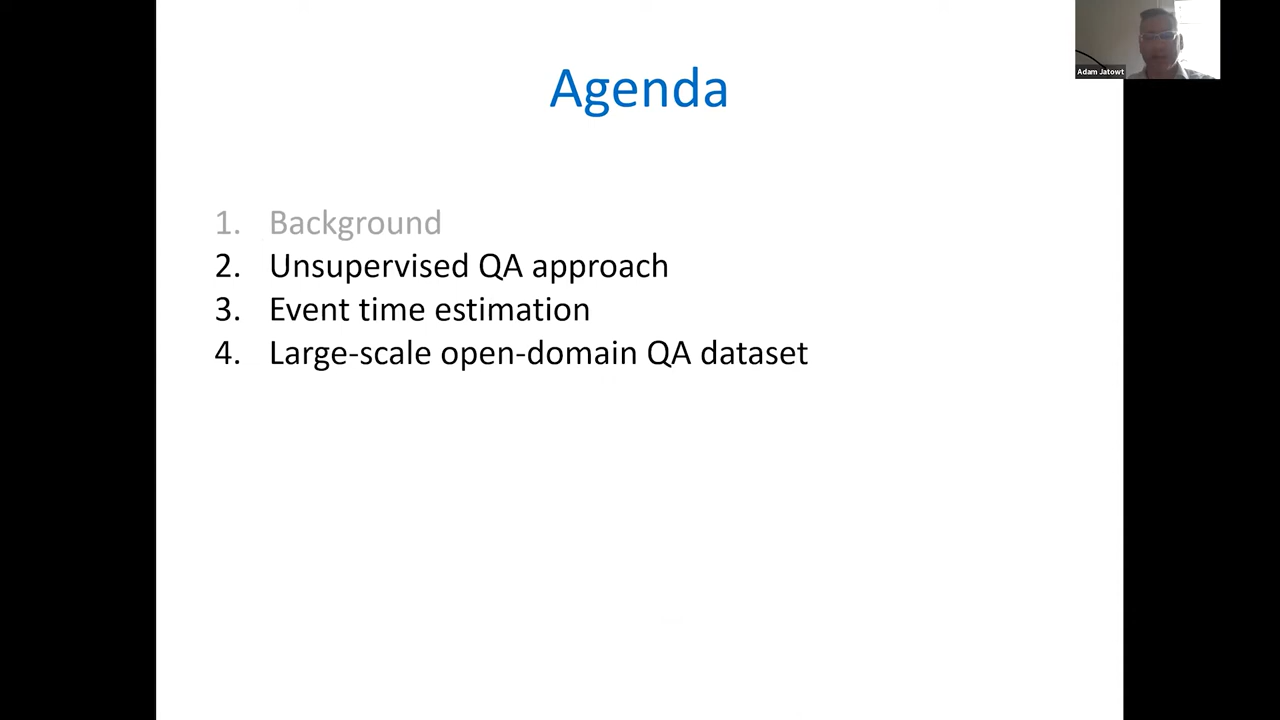 Agenda
1. Background
2. Unsupervised QA approach
3. Event time estimation
4. Large-scale open-domain QA dataset
Adam Jatowt